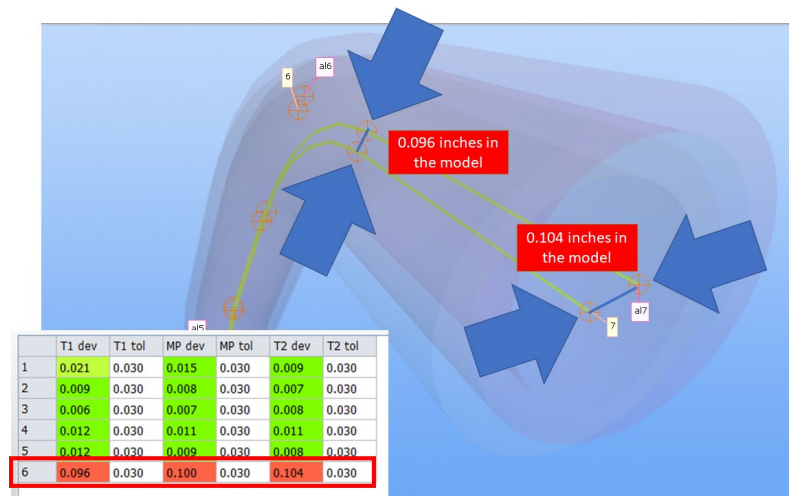 6
al6
0.096 inches in
the model
0.104 inches in
the model
al7
7
al5
T1 dev T1 tol MP dev MP tol T2 dev T2 tol
1 0.021 0.030 0.015 0.030 0.009 0.030
2 0.009 0.030 0.008 0.030 0.007 0.030
3 0.006 0.030 0.007 0.030 0.008 0.030
4 0.012 0.030 0.011 0.030 0.011 0.030
5 0.012 0.030 0.009 0.030 0.008 0.030
6 0.096 0.030 0.100 0.030 0.104 0.030